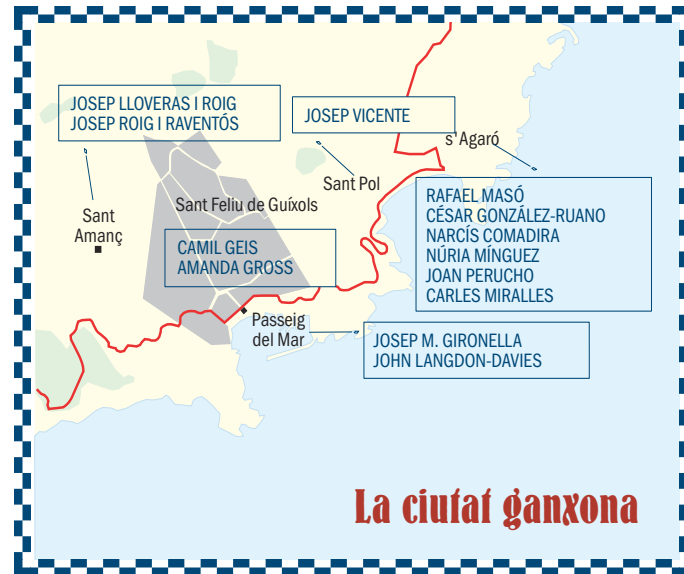 JOSEP LLOVERAS I ROIG
JOSEP ROIG I RAVENTÓS
JOSEP VICENTE
s'Agaró
Sant Pol
Sant
Amanç
Sant Feliu de Guíxols
RAFAEL MASÓ
CÉSAR GONZÁLEZ-RUANO
NARCÍS COMADIRA
NÚRIA MÍNGUEZ
JOAN PERUCHO
CARLES MIRALLES
CAMIL GEIS
AMANDA GROSS
Passeig
del Mar
JOSEP M. GIRONELLA
JOHN LANGDON-DAVIES
La ciutat ganxona